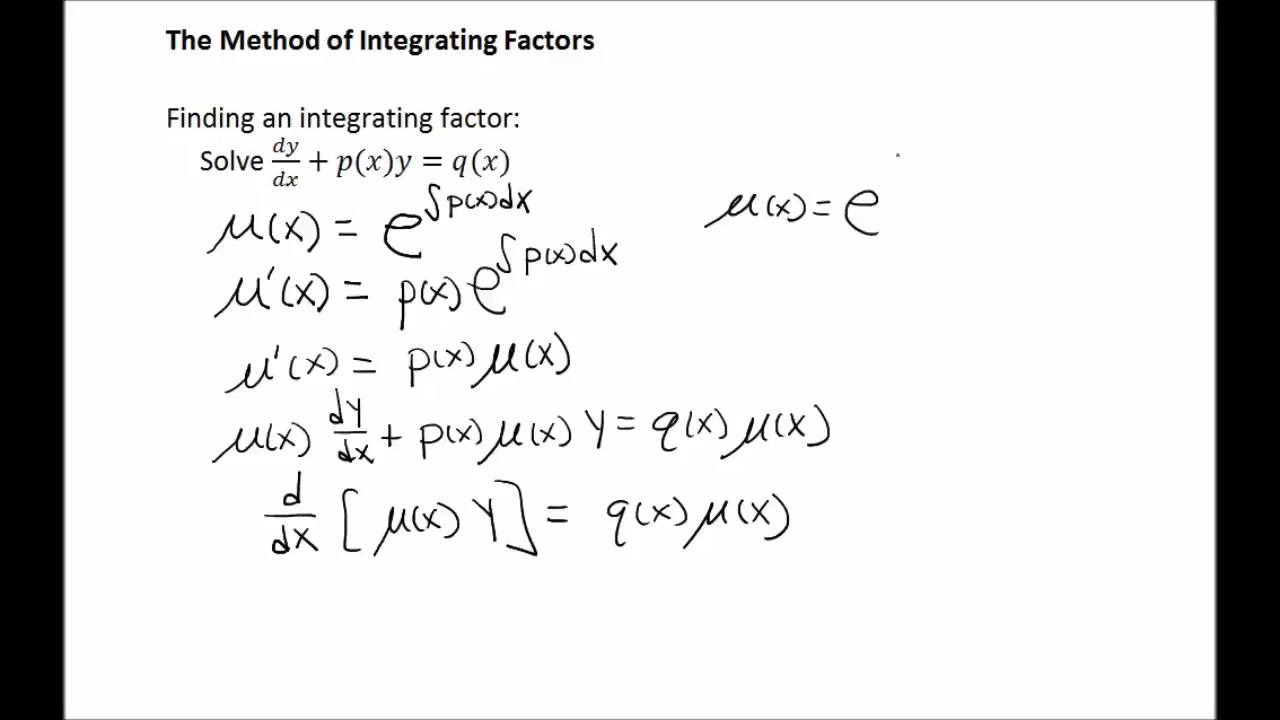 The Method of Integrating Factors
Finding an integrating factor:
Solve dy/dx + p(x)y = q(x)
μ(x) = e^∫p(x)dx
μ'(x) = p(x) e^∫p(x)dx
μ'(x) = p(x) μ(x)
μ(x) dy/dx + p(x) μ(x) y = q(x) μ(x)
d/dx [μ(x) y] = q(x) μ(x)
μ(x) = e